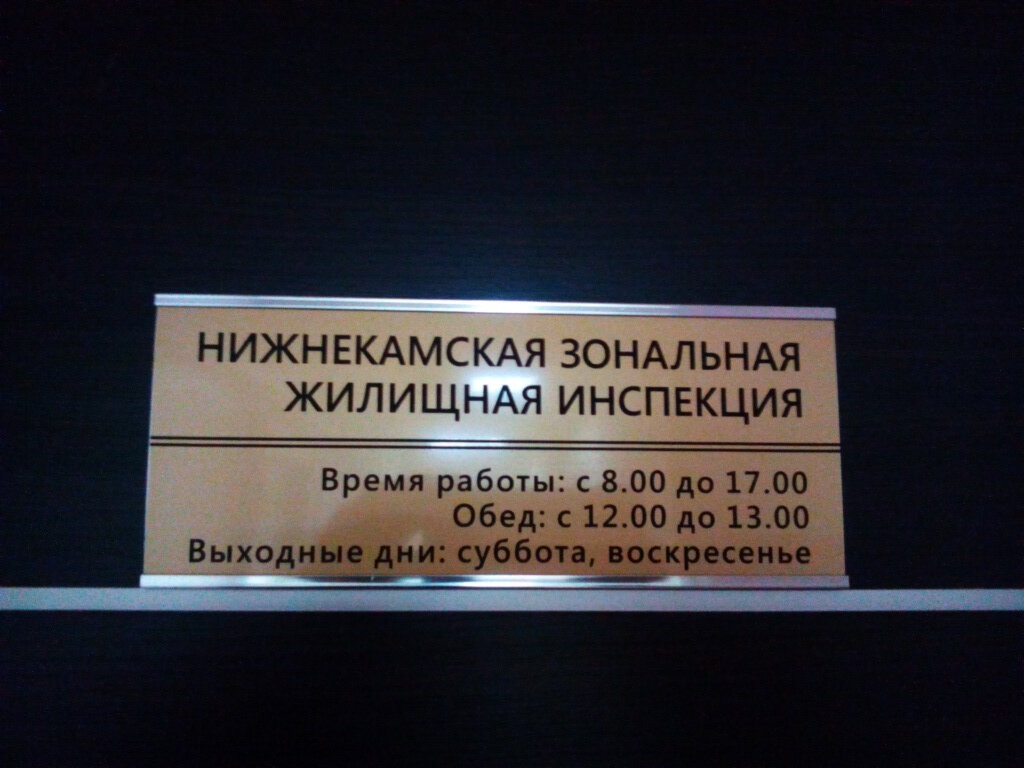 НИЖНЕКАМСКАЯ ЗОНАЛЬНАЯ
ЖИЛИЩНАЯ ИНСПЕКЦИЯ
Время работы: с 8.00 до 17.00
Обед: с 12.00 до 13.00
Выходные дни: суббота, воскресенье